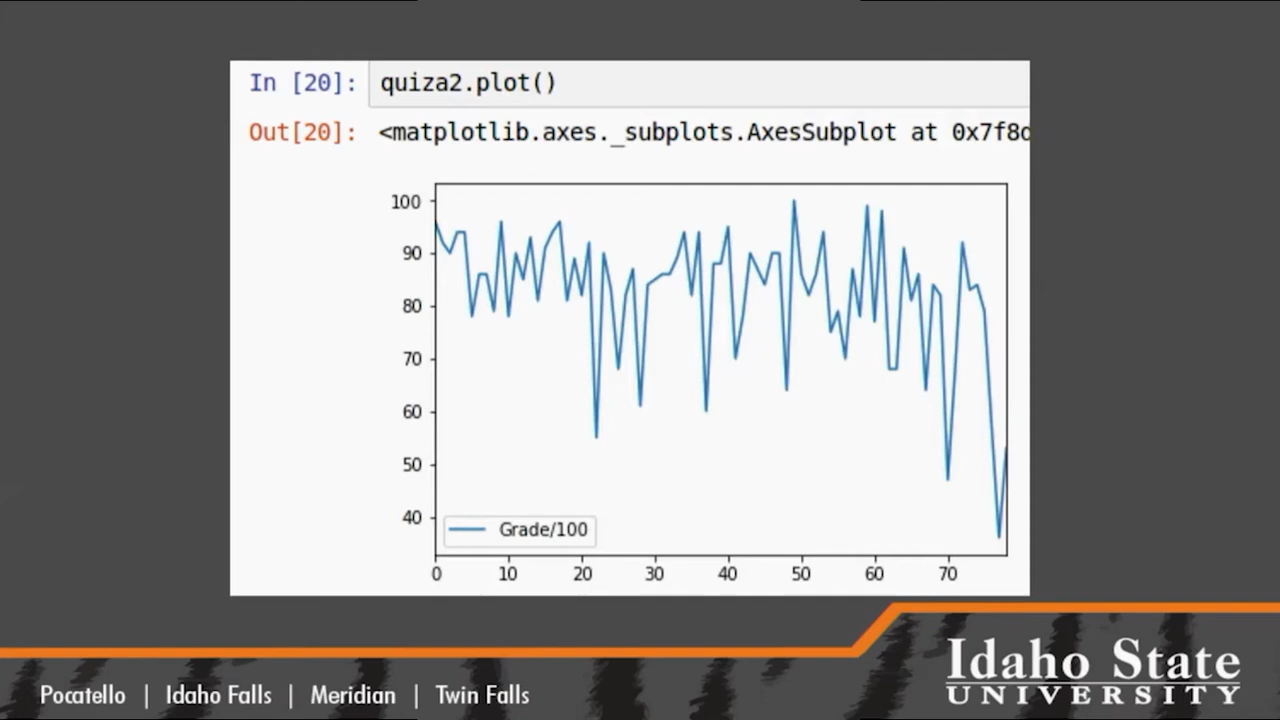 In [20]: quiza2.plot()
Out[20]: <matplotlib.axes._subplots.AxesSubplot at 0x7f8
100
90
80
70
60
50
40
Grade/100
0 10 20 30 40 50 60 70
Idaho State
UNIVERSITY
Pocatello | Idaho Falls | Meridian | Twin Falls